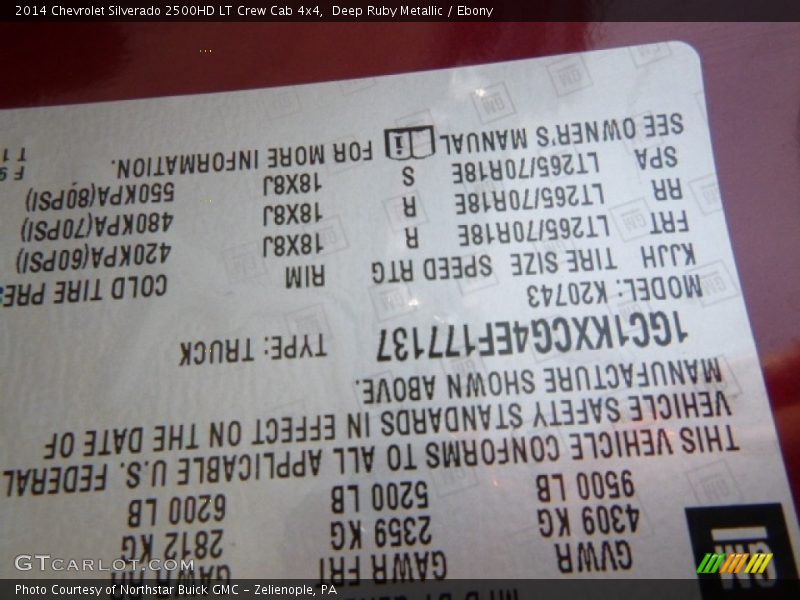 2014 Chevrolet Silverado 2500HD LT Crew Cab 4x4, Deep Ruby Metallic / Ebony
GM
GVWR GAWR FRT GAWR RR
4309 KG 2359 KG 2812 KG
9500 LB 5200 LB 6200 LB
THIS VEHICLE CONFORMS TO ALL APPLICABLE U.S. FEDERAL
VEHICLE SAFETY STANDARDS IN EFFECT ON THE DATE OF
MANUFACTURE SHOWN ABOVE.
1GC1KXCG4EF177137 TYPE: TRUCK
MODEL: K20743
KJJH TIRE SIZE SPEED RTG RIM COLD TIRE PRES
FRT LT265/70R18E R 18X8J 420KPA(60PSI)
RR LT265/70R18E R 18X8J 480KPA(70PSI)
SPA LT265/70R18E S 18X8J 550KPA(80PSI)
SEE OWNER'S MANUAL i FOR MORE INFORMATION.
GTCARLOT.COM
Photo Courtesy of Northstar Buick GMC - Zelienople, PA